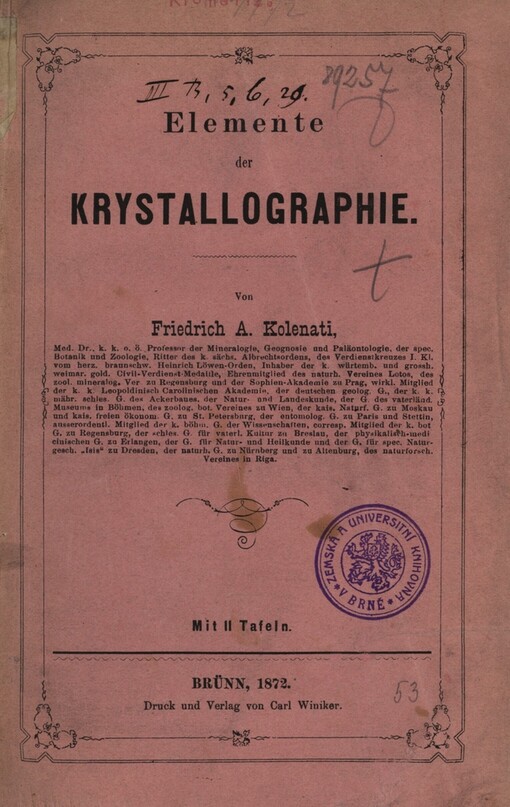 III B, 5, 6, 29.
29257
Elemente
der
KRYSTALLOGRAPHIE.
Von
Friedrich A. Kolenati,
Med. Dr., k. k. o. ö. Professor der Mineralogie, Geognosie und Paläontologie, der spec.
Botanik und Zoologie, Ritter des k. sächs. Albrechtsordens, des Verdienstkreuzes I. Kl.
vom herz. braunschw. Heinrich Löwen-Orden, Inhaber der k. würtemb. und grossh.
weimar. gold. Civil-Verdienst-Medaille, Ehrenmitglied des naturh. Vereines Lotos, des
zool. mineralog. Ver zu Regensburg und der Sophien-Akademie zu Prag, wirkl. Mitglied
der k. k. Leopoldinisch Carolinischen Akademie, der deutschen geolog. G., der k. k.
mähr. schles. G. des Ackerbaues, der Natur- und Landeskunde, der G. des vaterländ.
Museums in Böhmen, des zoolog. bot. Vereines zu Wien, der kais. Naturf. G. zu Moskau
und kais. freien ökonom. G. zu St. Petersburg, der entomolog. G. zu Paris und Stettin,
ausserordentl. Mitglied der k. böhm. G. der Wissenschaften, corresp. Mitglied der k. bot
G. zu Regensburg, der schles. G. für vaterl. Kultur zu Breslau, der physikalisch-medi
cinischen G. zu Erlangen, der G. für Natur- und Heilkunde und der G. für spec. Natur-
gesch. „Isis" zu Dresden, der naturh. G. zu Nürnberg und zu Altenburg, des naturforsch.
Vereines in Riga.
ZEMSKÁ A UNIVERSITNÍ KNIHOVNA
V BRNĚ
Mit II Tafeln.
BRÜNN, 1872.
53
Druck und Verlag von Carl Winiker.